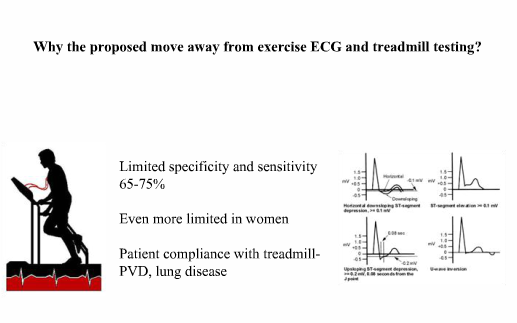 Why the proposed move away from exercise ECG and treadmill testing?
Limited specificity and sensitivity
65-75%
Even more limited in women
Patient compliance with treadmill-
PVD, lung disease
mV
1.5
1.0
+0.5
0
-0.5
Horizontal
-0.1 mV
Downsloping
Horizontal downsloping ST-segment
depression, >= 0.1 mV
mV
1.5
1.0
+0.5
0
-0.5
ST-segment elevation >= 0.1 mV
mV
1.5
1.0
+0.5
0
-0.5
0.08 sec
-0.2 mV
Upsloping ST-segment depression,
>= 0.2 mV, 0.08 seconds from the
J point
mV
1.5
1.0
+0.5
0
-0.5
U-wave inversion